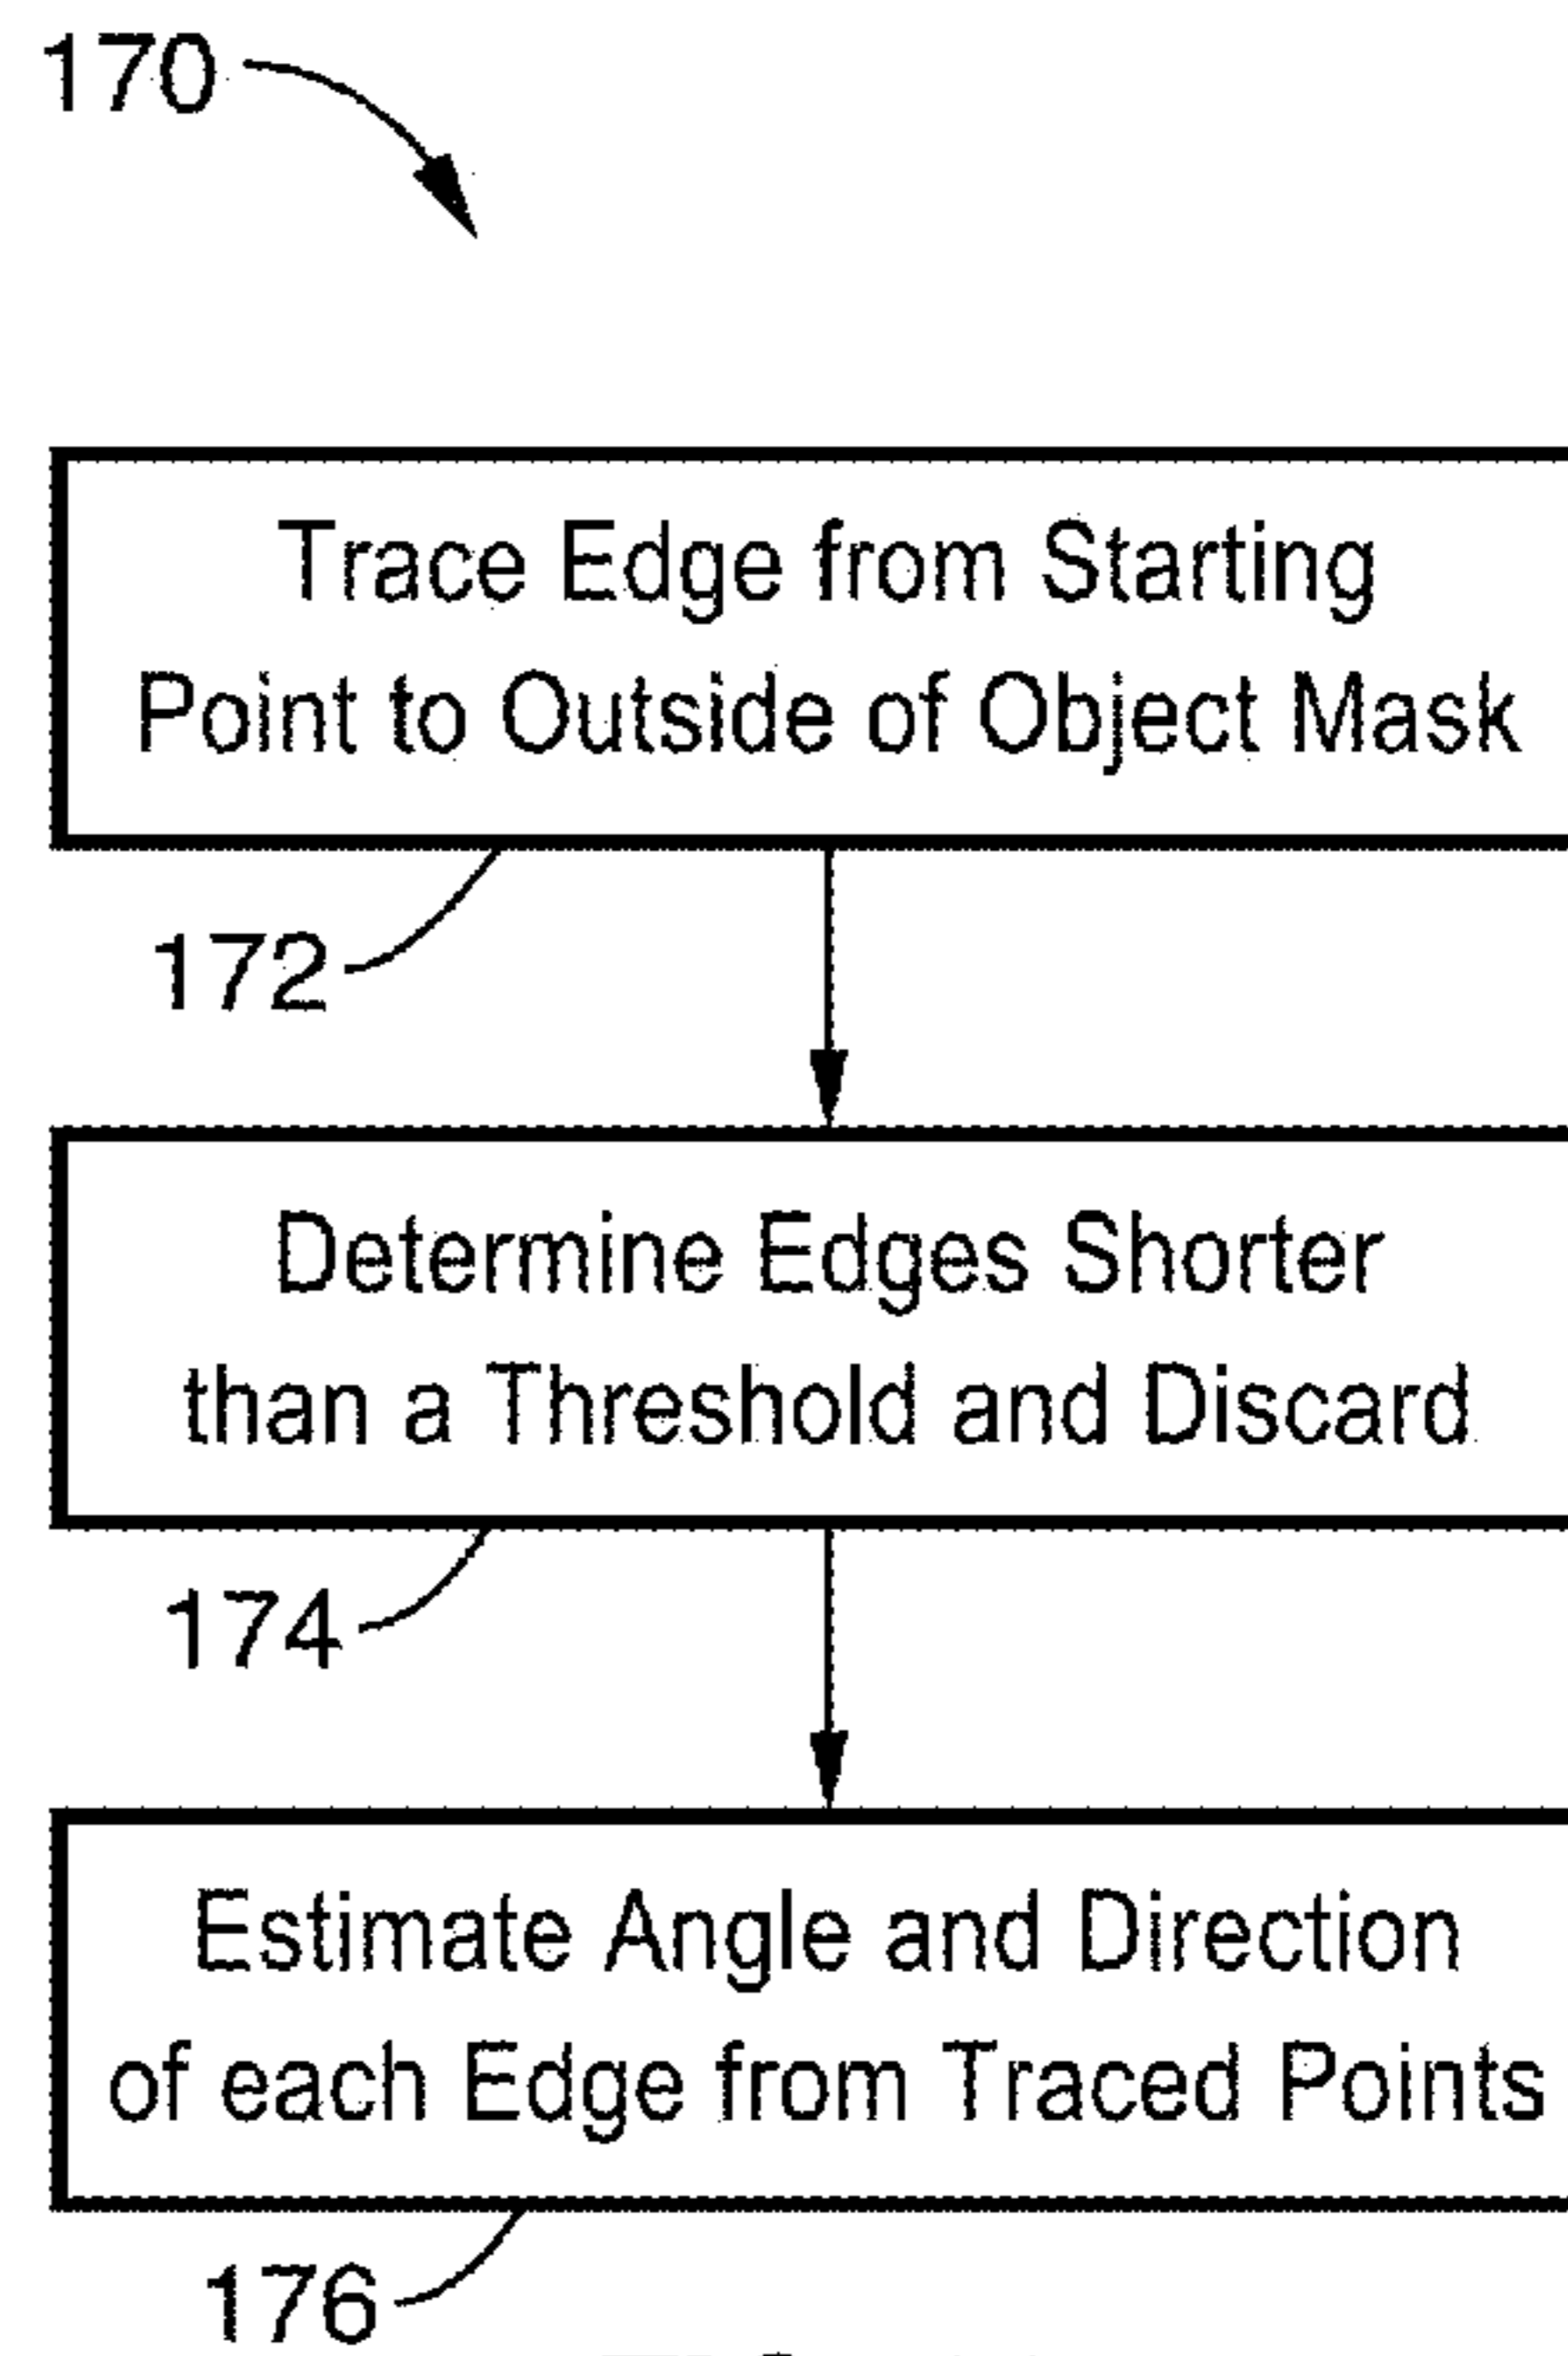 170
Trace Edge from Starting
Point to Outside of Object Mask
172
Determine Edges Shorter
than a Threshold and Discard
174
Estimate Angle and Direction
of each Edge from Traced Points
176